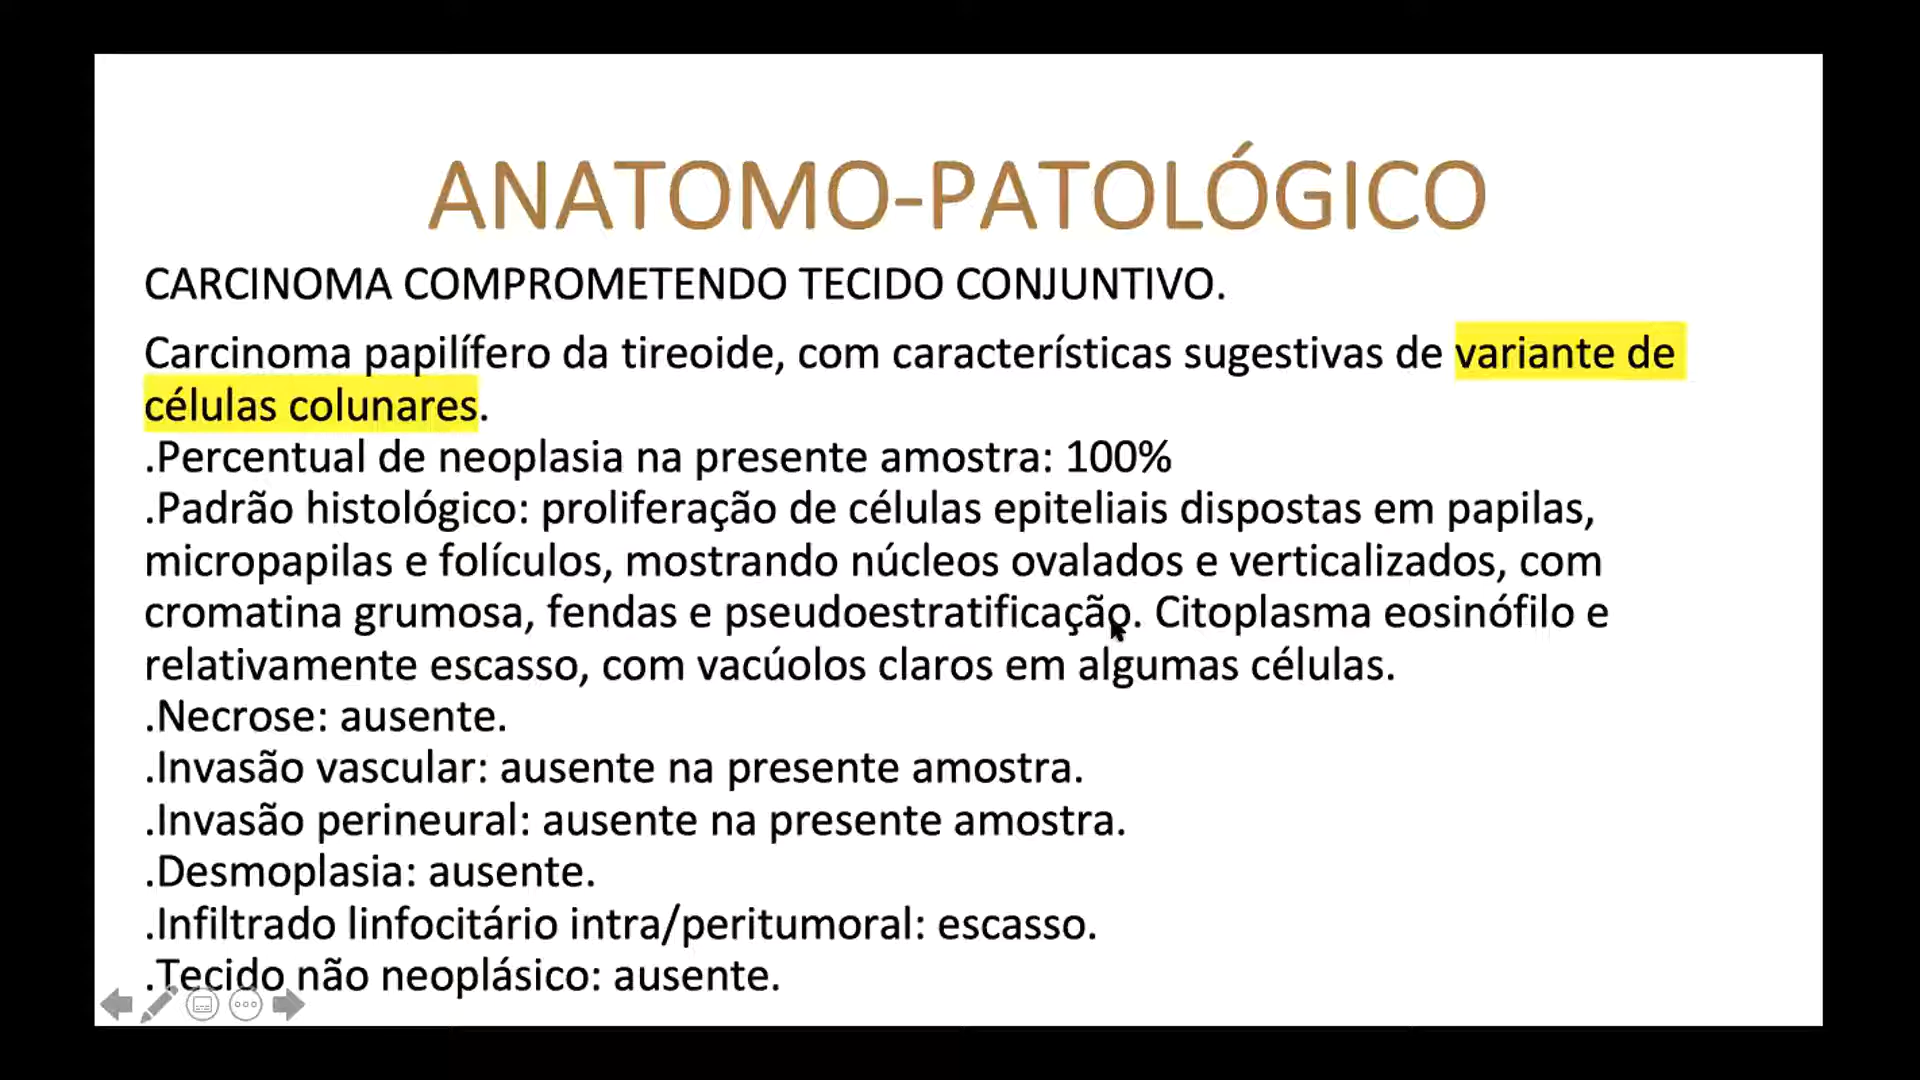 ANATOMO-PATOLÓGICO
CARCINOMA COMPROMETENDO TECIDO CONJUNTIVO.
Carcinoma papilífero da tireoide, com características sugestivas de variante de
células colunares.
.Percentual de neoplasia na presente amostra: 100%
.Padrão histológico: proliferação de células epiteliais dispostas em papilas,
micropapilas e folículos, mostrando núcleos ovalados e verticalizados, com
cromatina grumosa, fendas e pseudoestratificação. Citoplasma eosinófilo e
relativamente escasso, com vacúolos claros em algumas células.
.Necrose: ausente.
.Invasão vascular: ausente na presente amostra.
.Invasão perineural: ausente na presente amostra.
.Desmoplasia: ausente.
.Infiltrado linfocitário intra/peritumoral: escasso.
.Tecido não neoplásico: ausente.